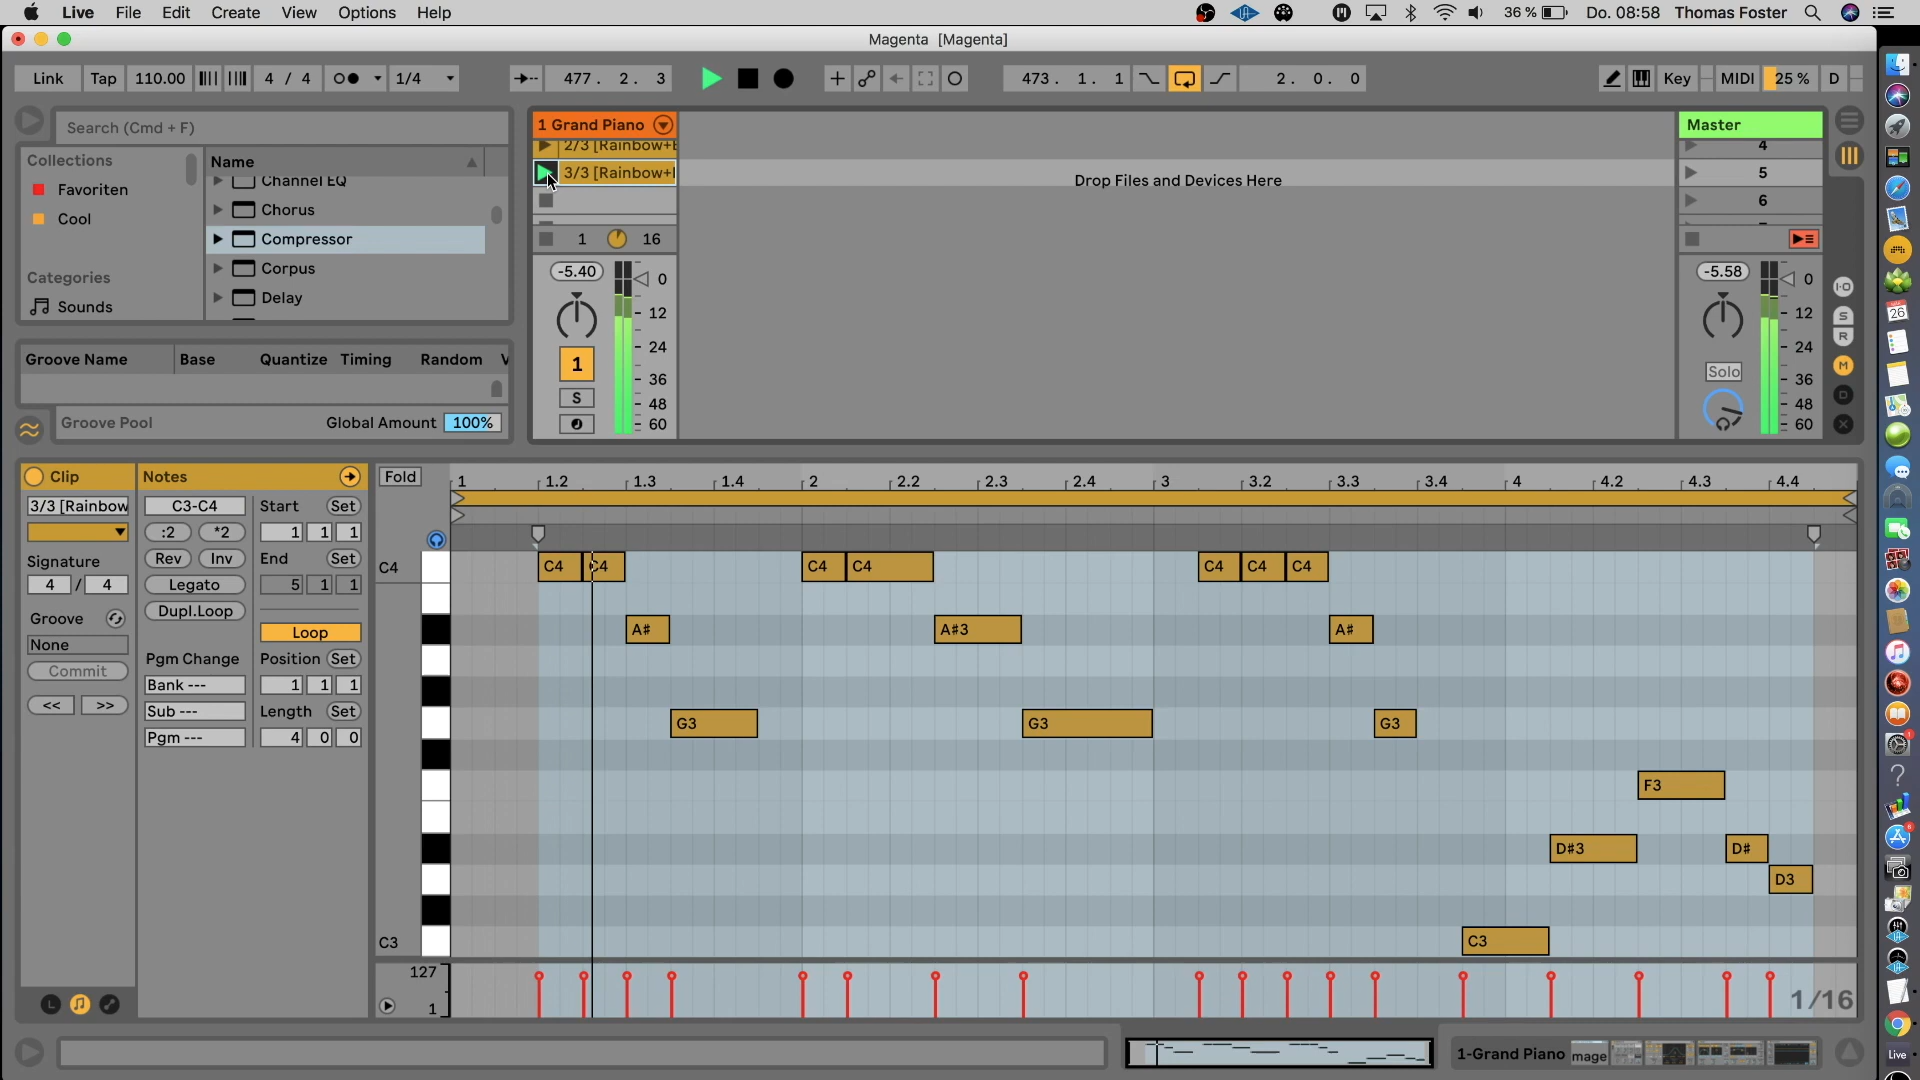 Live File Edit Create View Options Help 36 % Do. 08:58 Thomas Foster
Magenta [Magenta]
Link Tap 110.00 4 / 4 1/4 477. 2. 3 473. 1. 1 2. 0. 0 Key MIDI 25 % D
Search (Cmd + F)
Collections
Favoriten
Cool
Categories
Sounds
Name
Channel EQ
Chorus
Compressor
Corpus
Delay
Groove Name Base Quantize Timing Random V
Groove Pool Global Amount 100%
1 Grand Piano
2/3 [Rainbow+
3/3 [Rainbow+
1 16
-5.40
0
12
24
36
48
60
1
S
Drop Files and Devices Here
Master
4
5
6
-5.58
0
12
24
36
48
60
Solo
I·O
S
R
M
D
X
26
Clip
3/3 [Rainbow
Signature
4 / 4
Groove
None
Commit
<< >>
L
Notes
C3-C4
:2 *2
Rev Inv
Legato
Dupl.Loop
Pgm Change
Bank ---
Sub ---
Pgm ---
Start Set
1 1 1
End Set
5 1 1
Loop
Position Set
1 1 1
Length Set
4 0 0
Fold
1 1.2 1.3 1.4 2 2.2 2.3 2.4 3 3.2 3.3 3.4 4 4.2 4.3 4.4
C4 C4 C4 C4 C4 C4 C4 C4
A# A#3 A#
G3 G3 G3
F3
D#3 D#
D3
C3 C3
127
1
1/16
1-Grand Piano mage
Live